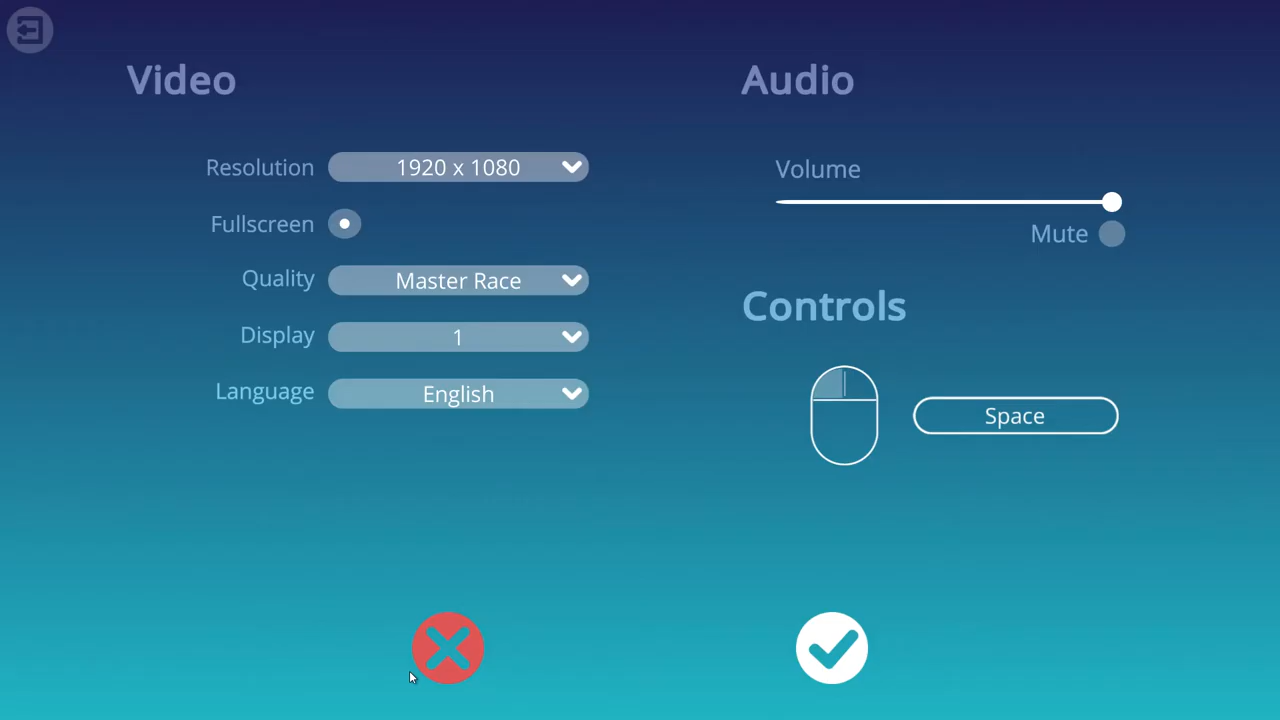 Video
Resolution 1920 x 1080
Fullscreen
Quality Master Race
Display 1
Language English
Audio
Volume
Mute
Controls
Space